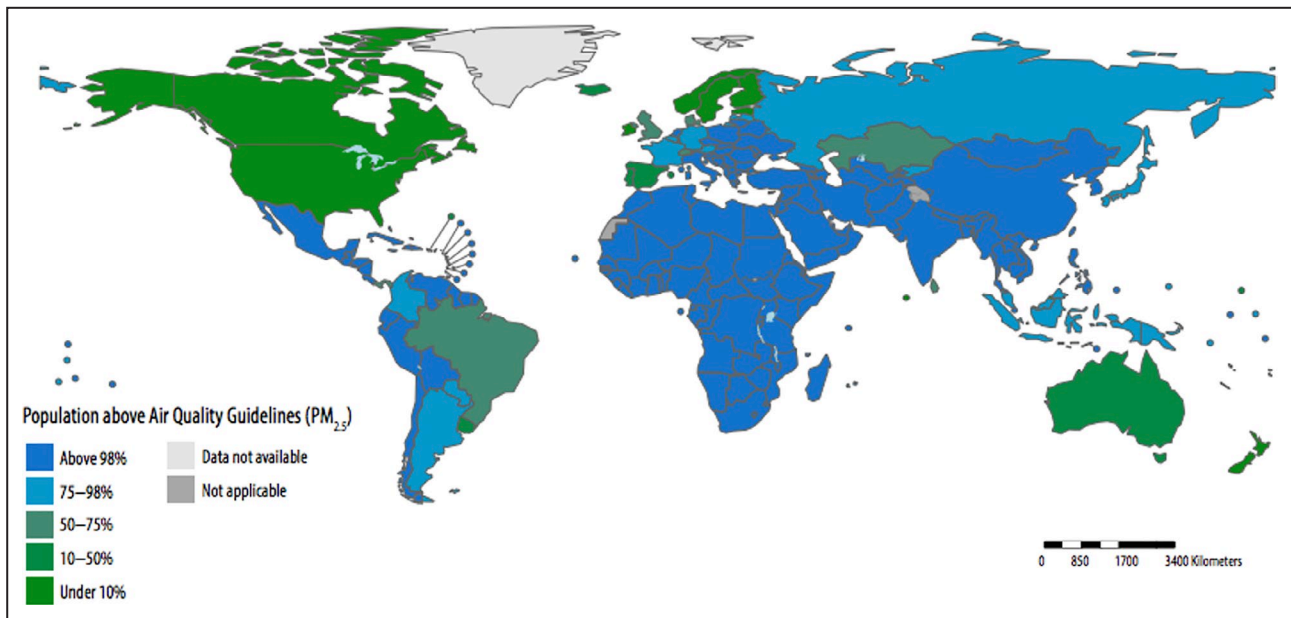 Population above Air Quality Guidelines (PM2.5)
Above 98%
75–98%
50–75%
10–50%
Under 10%
Data not available
Not applicable
0 850 1700 3400 Kilometers